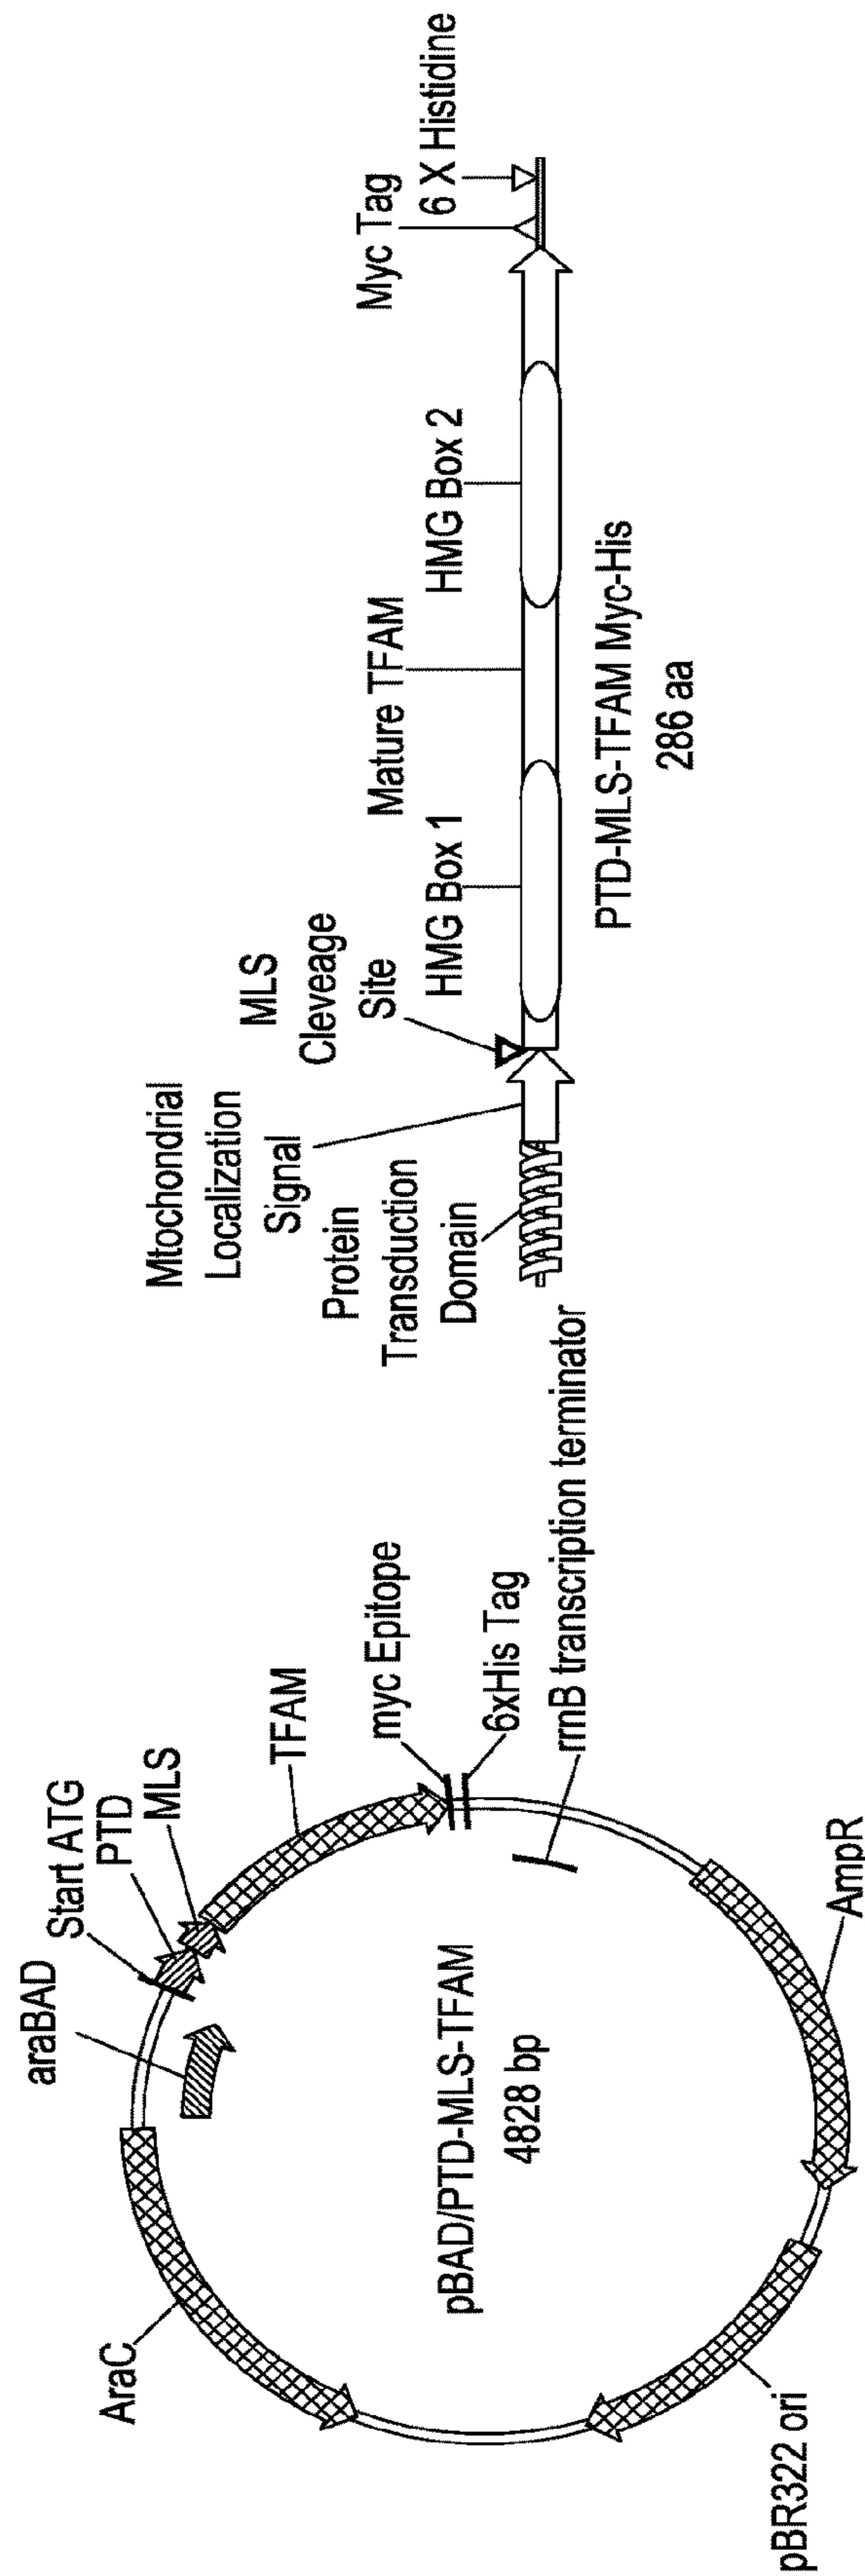 araBAD
Start ATG
PTD
MLS
TFAM
myc Epitope
6xHis Tag
rrnB transcription terminator
AmpR
pBR322 ori
AraC
pBAD/PTD-MLS-TFAM
4828 bp
Mtochondrial
Localization
Signal
Protein
Transduction
Domain
MLS
Cleveage
Site
HMG Box 1
Mature TFAM
HMG Box 2
Myc Tag
6 X Histidine
PTD-MLS-TFAM Myc-His
286 aa